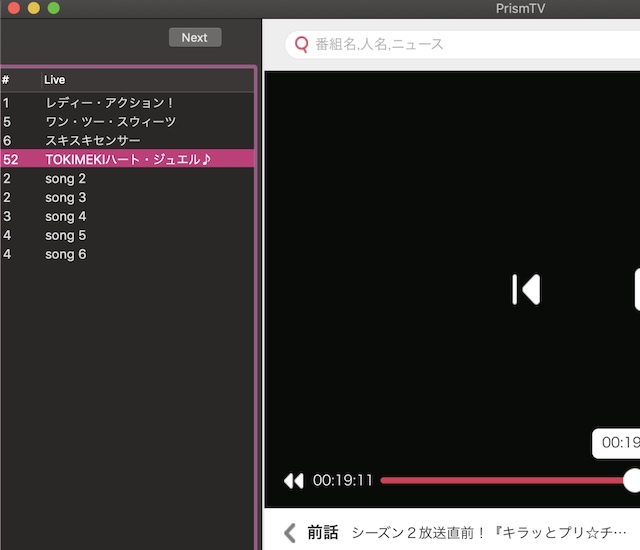 PrismTV
Next
番組名,人名,ニュース
# Live
1 レディー・アクション！
5 ワン・ツー・スウィーツ
6 スキスキセンサー
52 TOKIMEKIハート・ジュエル♪
2 song 2
2 song 3
3 song 4
4 song 5
4 song 6
00:19
00:19:11
前話 シーズン２放送直前！『キラッとプリ☆チ…